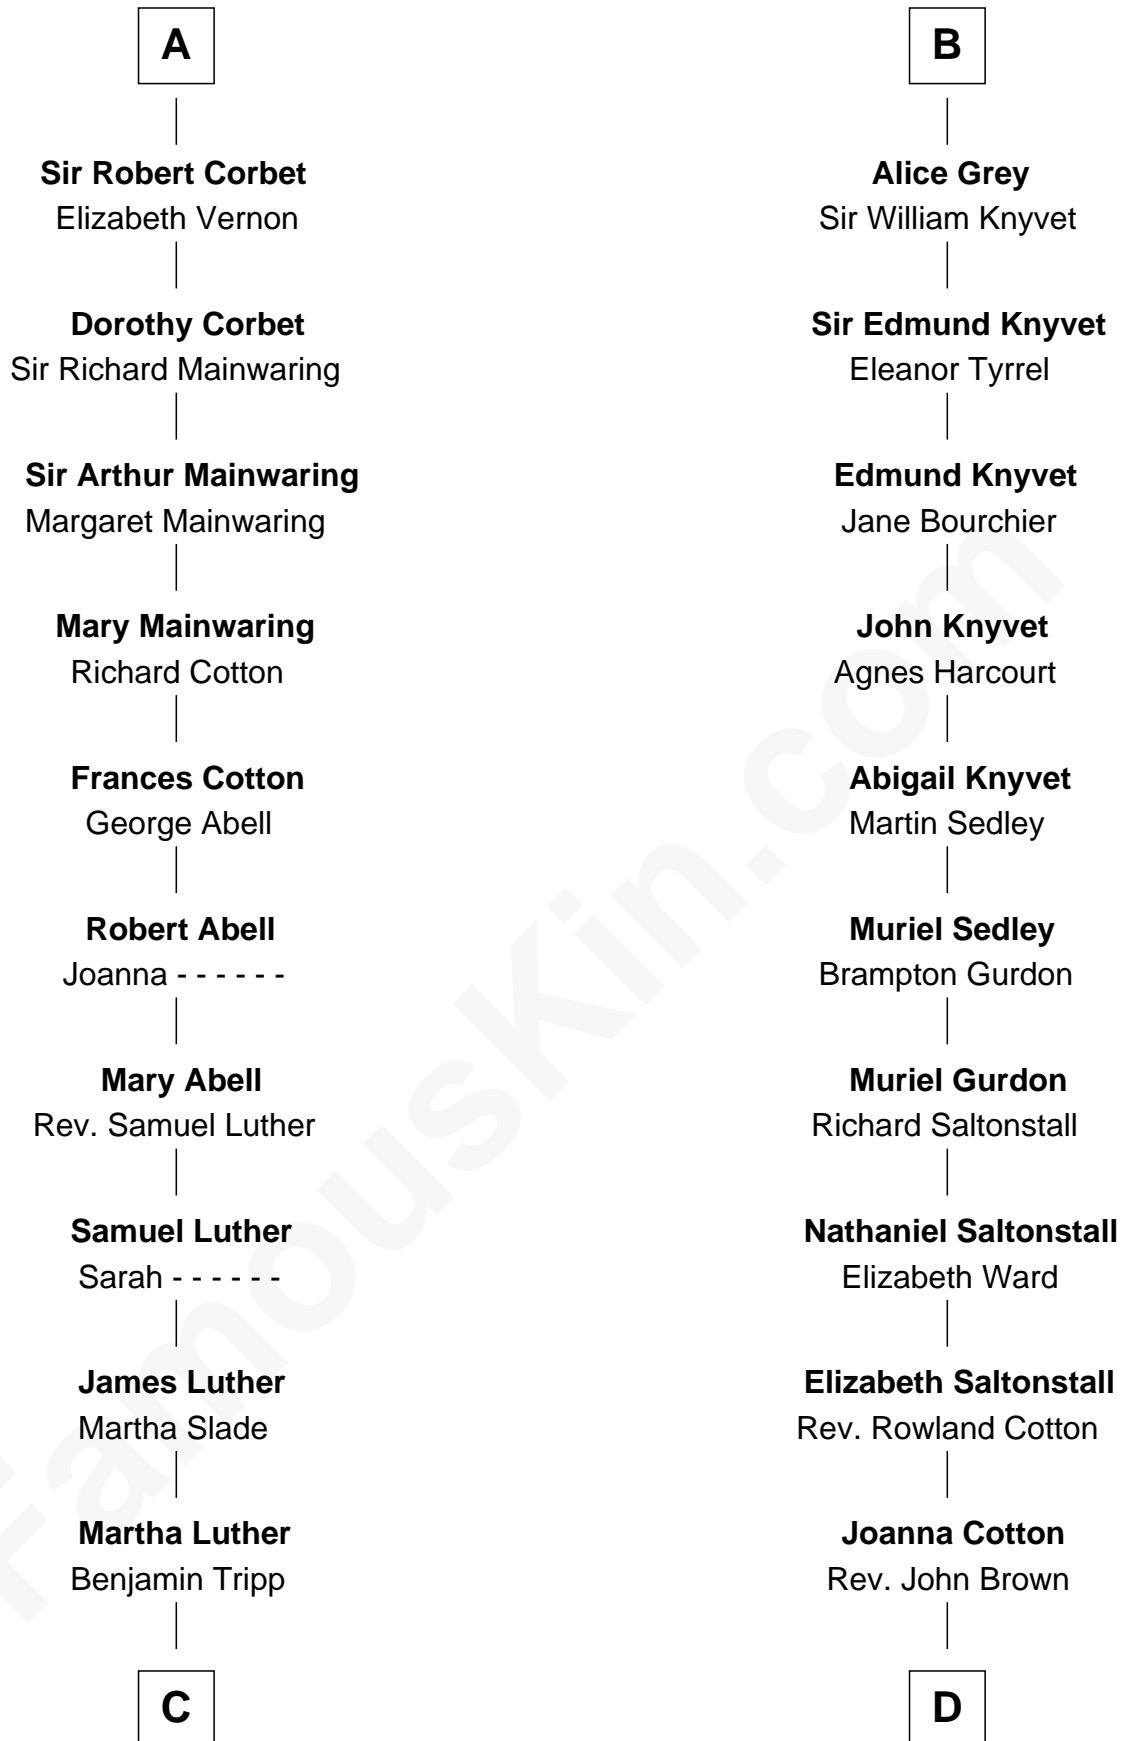 A
Sir Robert Corbet
Elizabeth Vernon
Dorothy Corbet
Sir Richard Mainwaring
Sir Arthur Mainwaring
Margaret Mainwaring
Mary Mainwaring
Richard Cotton
Frances Cotton
George Abell
Robert Abell
Joanna - - - - - -
Mary Abell
Rev. Samuel Luther
Samuel Luther
Sarah - - - - - -
James Luther
Martha Slade
Martha Luther
Benjamin Tripp
C
B
Alice Grey
Sir William Knyvet
Sir Edmund Knyvet
Eleanor Tyrrel
Edmund Knyvet
Jane Bourchier
John Knyvet
Agnes Harcourt
Abigail Knyvet
Martin Sedley
Muriel Sedley
Brampton Gurdon
Muriel Gurdon
Richard Saltonstall
Nathaniel Saltonstall
Elizabeth Ward
Elizabeth Saltonstall
Rev. Rowland Cotton
Joanna Cotton
Rev. John Brown
D
FamousKin.com